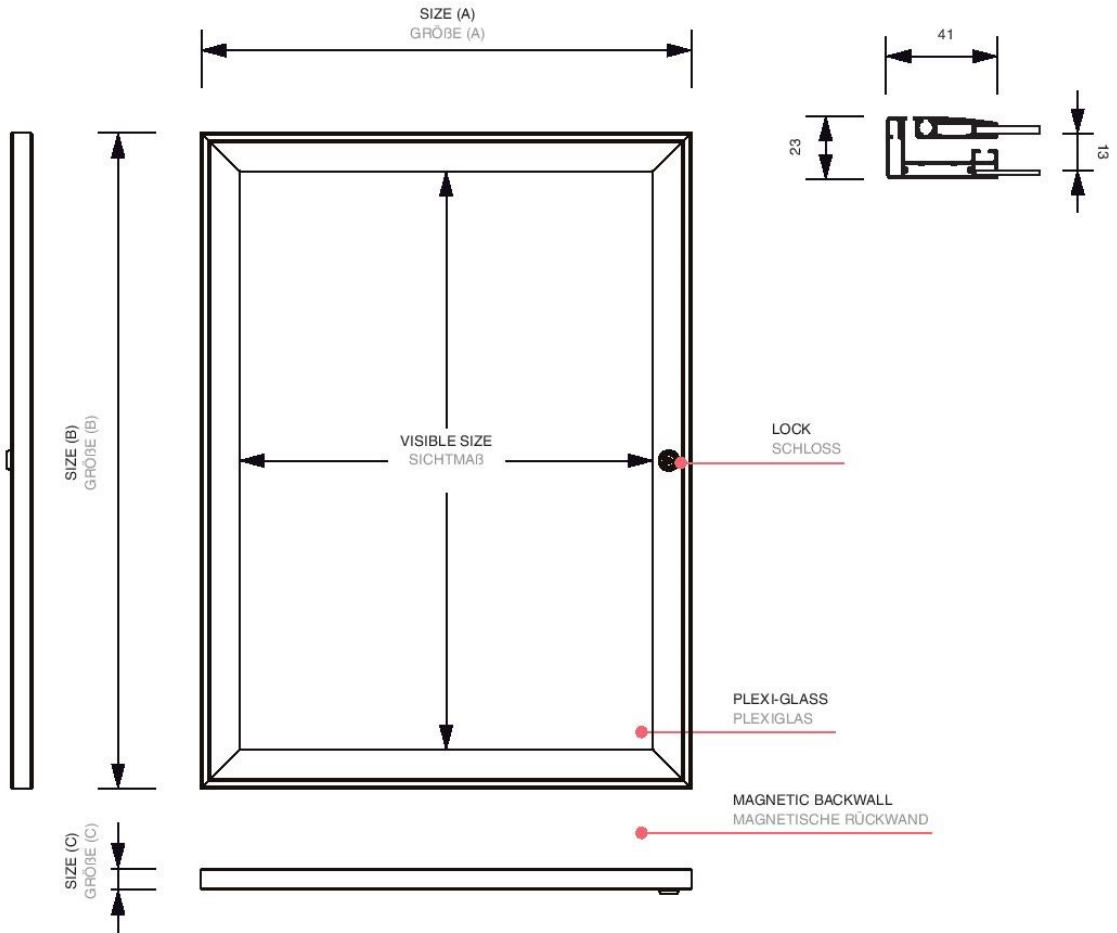 SIZE (A)
GRÖßE (A)
41
23
13
SIZE (B)
GRÖßE (B)
VISIBLE SIZE
SICHTMAß
LOCK
SCHLOSS
PLEXI-GLASS
PLEXIGLAS
MAGNETIC BACKWALL
MAGNETISCHE RÜCKWAND
SIZE (C)
GRÖßE (C)